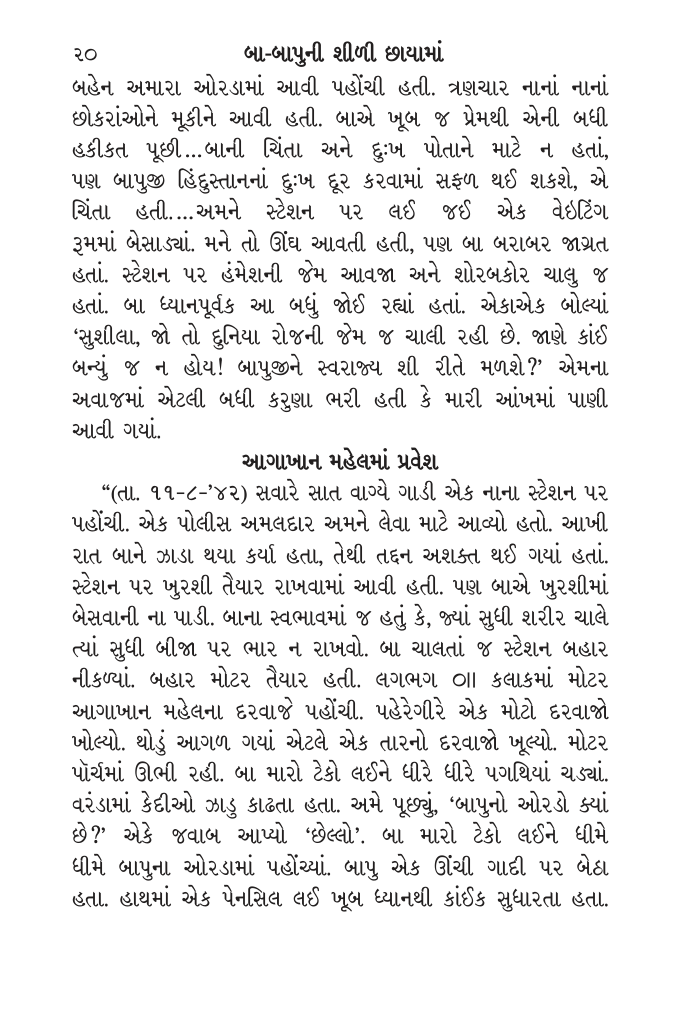 ૨૦ બા-બાપુની શીળી છાયામાં
બહેન અમારા ઓરડામાં આવી પહોંચી હતી. ત્રણચાર નાનાં નાનાં
છોકરાંઓને મૂકીને આવી હતી. બાએ ખૂબ જ પ્રેમથી એની બધી
હકીકત પૂછી...બાની ચિંતા અને દુઃખ પોતાને માટે ન હતાં,
પણ બાપુજી હિંદુસ્તાનનાં દુઃખ દૂર કરવામાં સફળ થઈ શકશે, એ
ચિંતા હતી....અમને સ્ટેશન પર લઈ જઈ એક વેઇટિંગ
રૂમમાં બેસાડ્યાં. મને તો ઊંઘ આવતી હતી, પણ બા બરાબર જાગ્રત
હતાં. સ્ટેશન પર હંમેશની જેમ આવજા અને શોરબકોર ચાલુ જ
હતાં. બા ધ્યાનપૂર્વક આ બધું જોઈ રહ્યાં હતાં. એકાએક બોલ્યાં
‘સુશીલા, જો તો દુનિયા રોજની જેમ જ ચાલી રહી છે. જાણે કાંઈ
બન્યું જ ન હોય! બાપુજીને સ્વરાજ્ય શી રીતે મળશે?’ એમના
અવાજમાં એટલી બધી કરુણા ભરી હતી કે મારી આંખમાં પાણી
આવી ગયાં.
આગાખાન મહેલમાં પ્રવેશ
“(તા. ૧૧-૮-’૪૨) સવારે સાત વાગ્યે ગાડી એક નાના સ્ટેશન પર
પહોંચી. એક પોલીસ અમલદાર અમને લેવા માટે આવ્યો હતો. આખી
રાત બાને ઝાડા થયા કર્યા હતા, તેથી તદ્દન અશક્ત થઈ ગયાં હતાં.
સ્ટેશન પર ખુરશી તૈયાર રાખવામાં આવી હતી. પણ બાએ ખુરશીમાં
બેસવાની ના પાડી. બાના સ્વભાવમાં જ હતું કે, જ્યાં સુધી શરીર ચાલે
ત્યાં સુધી બીજા પર ભાર ન રાખવો. બા ચાલતાં જ સ્ટેશન બહાર
નીકળ્યાં. બહાર મોટર તૈયાર હતી. લગભગ ૦॥ કલાકમાં મોટર
આગાખાન મહેલના દરવાજે પહોંચી. પહેરેગીરે એક મોટો દરવાજો
ખોલ્યો. થોડું આગળ ગયાં એટલે એક તારનો દરવાજો ખૂલ્યો. મોટર
પૉર્ચમાં ઊભી રહી. બા મારો ટેકો લઈને ધીરે ધીરે પગથિયાં ચડ્યાં.
વરંડામાં કેદીઓ ઝાડુ કાઢતા હતા. અમે પૂછ્યું, ‘બાપુનો ઓરડો ક્યાં
છે?’ એકે જવાબ આપ્યો ‘છેલ્લો’. બા મારો ટેકો લઈને ધીમે
ધીમે બાપુના ઓરડામાં પહોંચ્યાં. બાપુ એક ઊંચી ગાદી પર બેઠા
હતા. હાથમાં એક પેનસિલ લઈ ખૂબ ધ્યાનથી કાંઈક સુધારતા હતા.